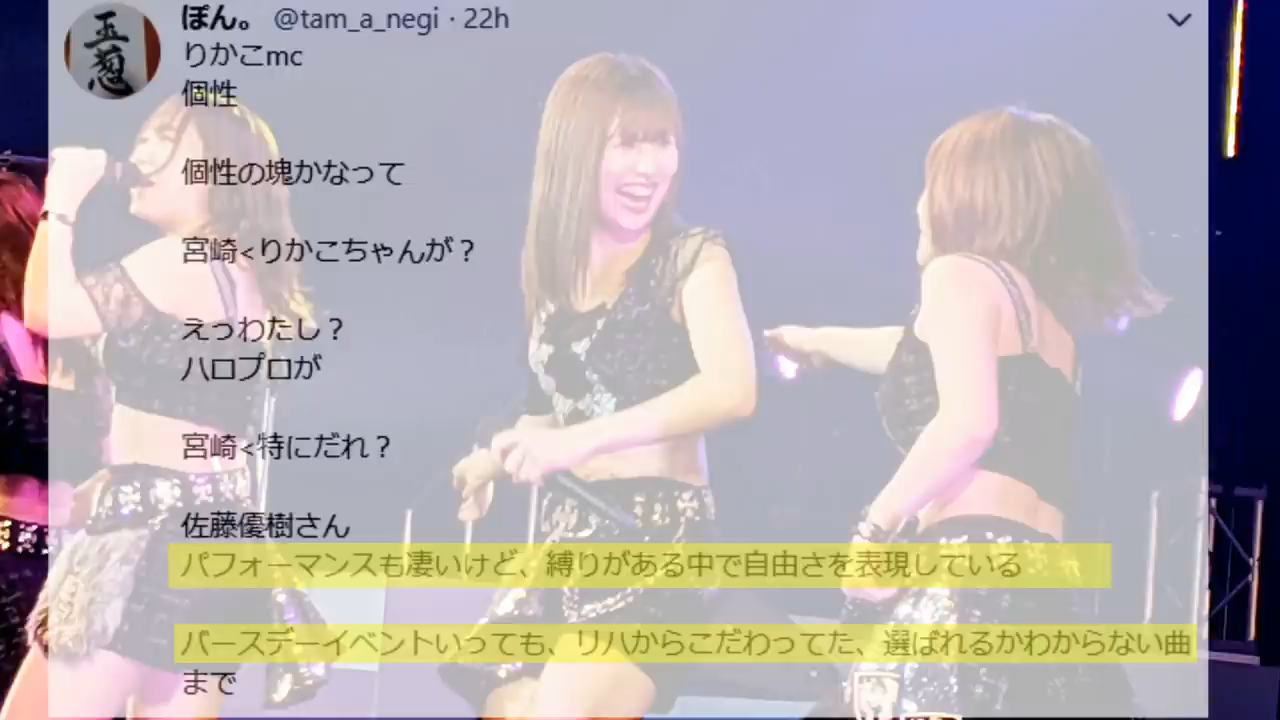 玉葱
ぽん。 @tam_a_negi · 22h
りかこmc
個性
個性の塊かなって
宮崎<りかこちゃんが？
えっわたし？
ハロプロが
宮崎<特にだれ？
佐藤優樹さん
パフォーマンスも凄いけど、縛りがある中で自由さを表現している
バースデーイベントいっても、リハからこだわってた、選ばれるかわからない曲
まで